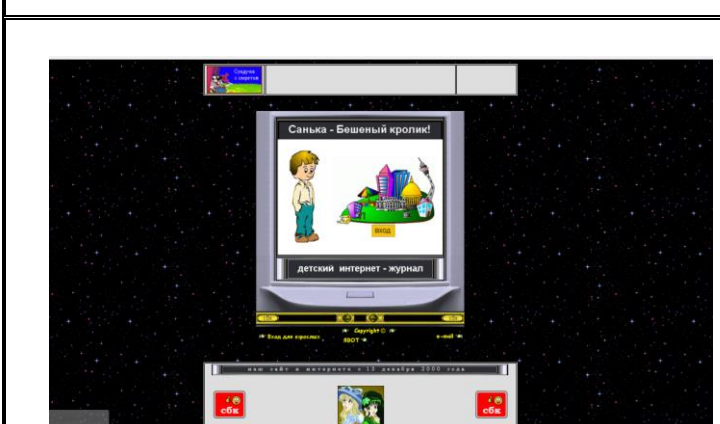 Санька - Бешеный кролик!
ВХОД
детский интернет - журнал
Вход для взрослых
Copyright ©
e-mail
наш сайт в интернете с 15 декабря 2000 года
сбк
сбк